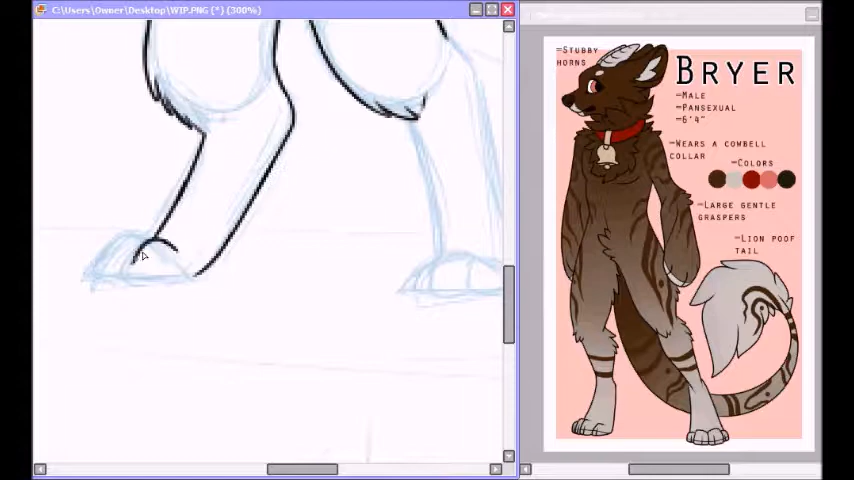 C:\Users\Owner\Desktop\WIP.PNG {*} (300%)
-STUBBY
HORNS
BRYER
-MALE
-PANSEXUAL
-6'4"
-WEARS A COWBELL
COLLAR
-COLORS
-LARGE GENTLE
GRASPERS
-LION POOF
TAIL